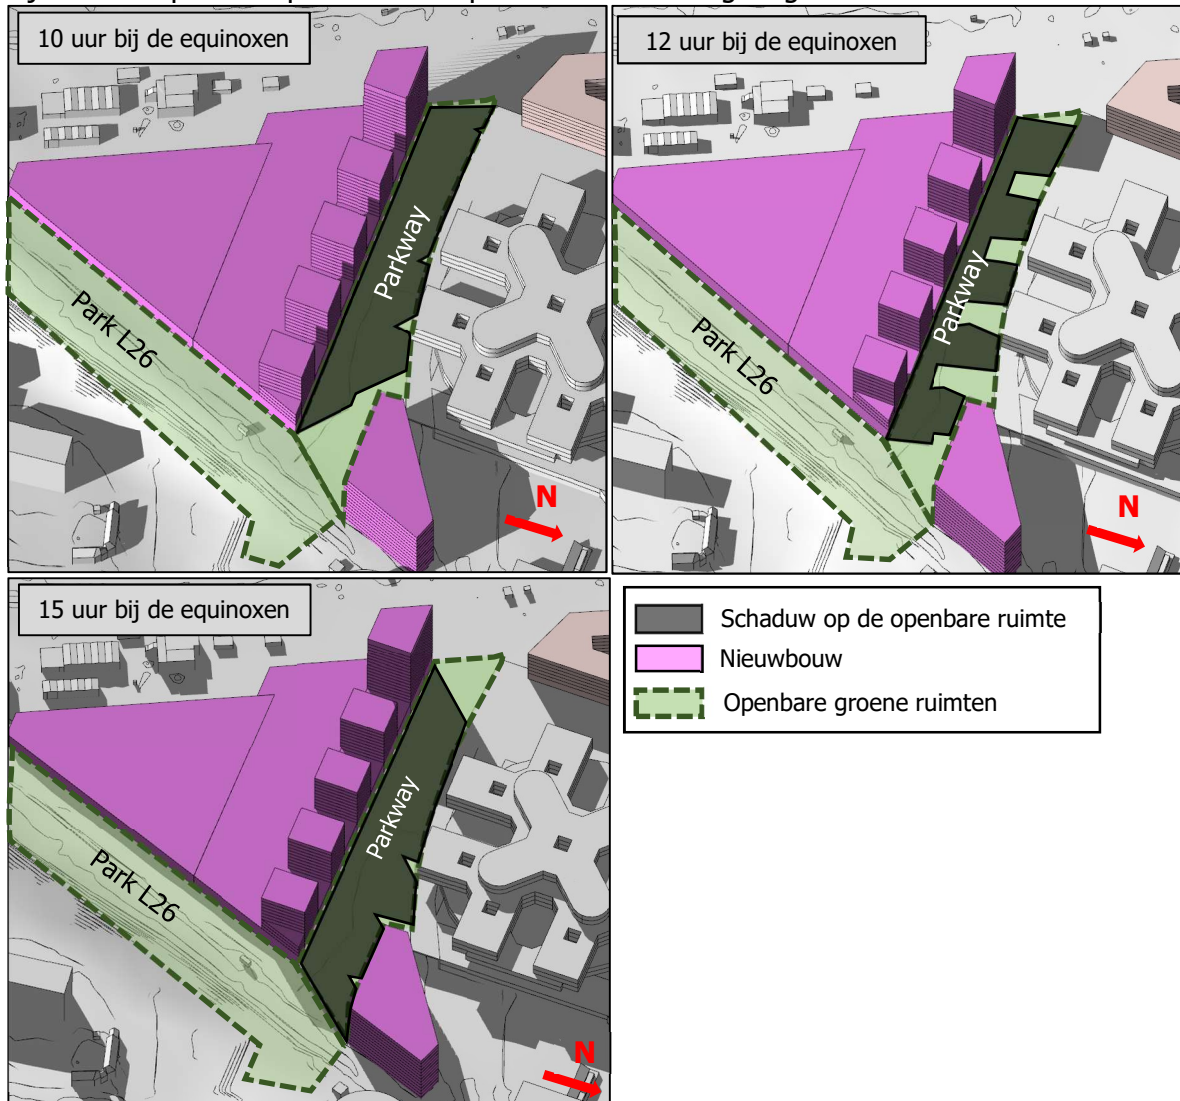 10 uur bij de equinoxen
Parkway
Park L26
N
12 uur bij de equinoxen
Parkway
Park L26
N
15 uur bij de equinoxen
Parkway
Park L26
N
Schaduw op de openbare ruimte
Nieuwbouw
Openbare groene ruimten